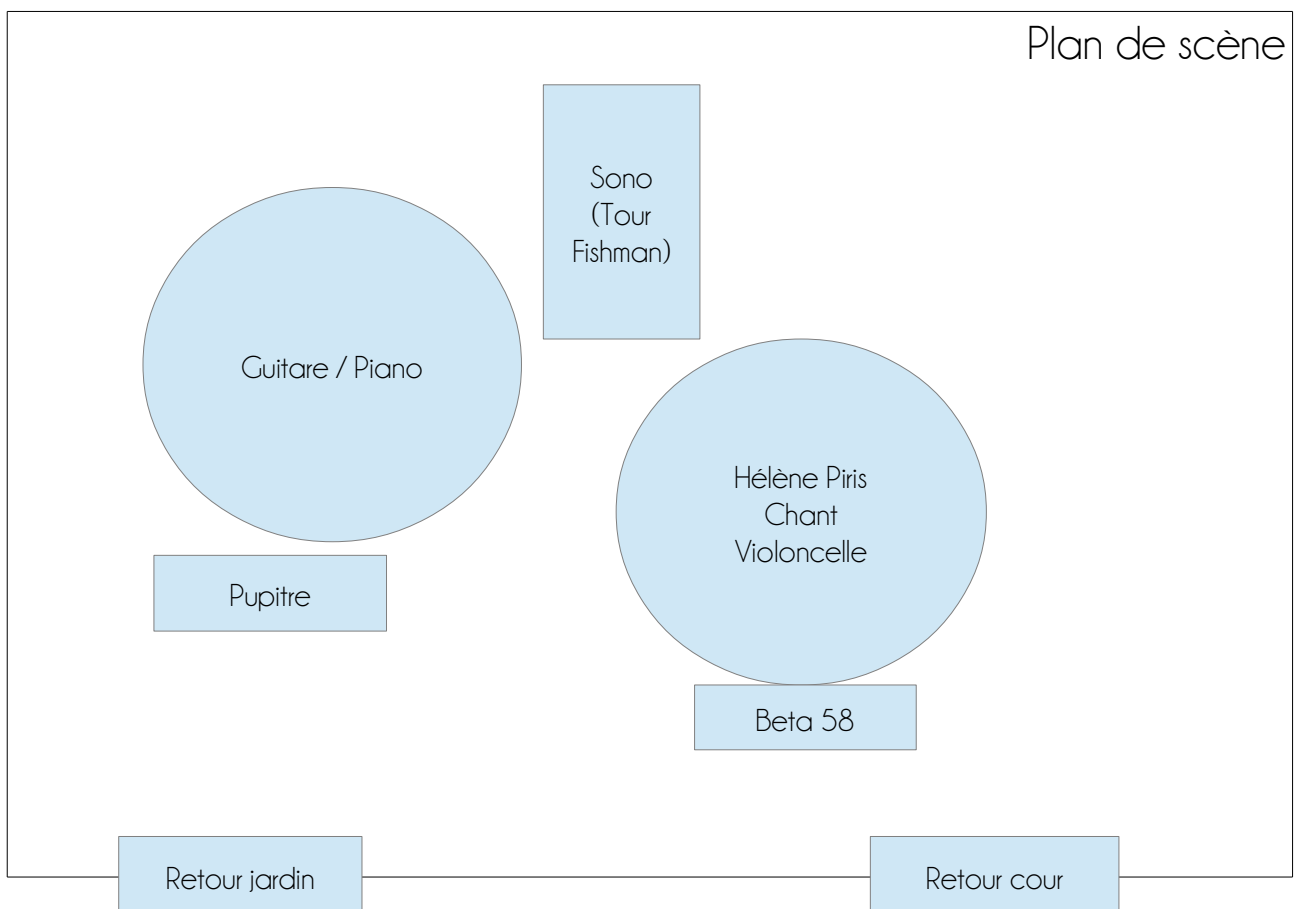 Plan de scène
Sono
(Tour
Fishman)
Guitare / Piano
Hélène Piris
Chant
Violoncelle
Pupitre
Beta 58
Retour jardin
Retour cour